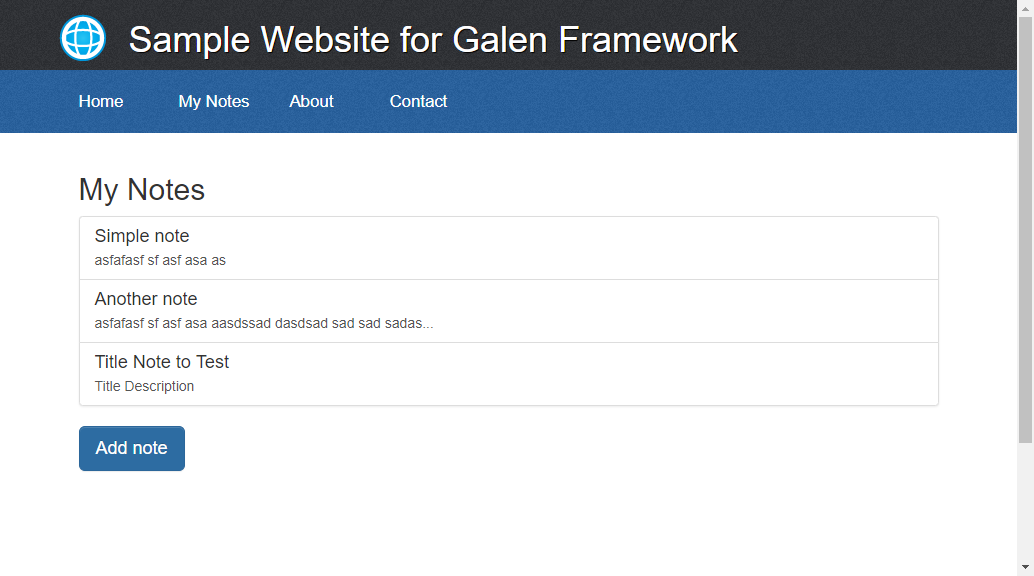 Sample Website for Galen Framework
Home My Notes About Contact
My Notes
Simple note
asfafasf sf asf asa as
Another note
asfafasf sf asf asa aasdssad dasdsad sad sad sadas...
Title Note to Test
Title Description
Add note